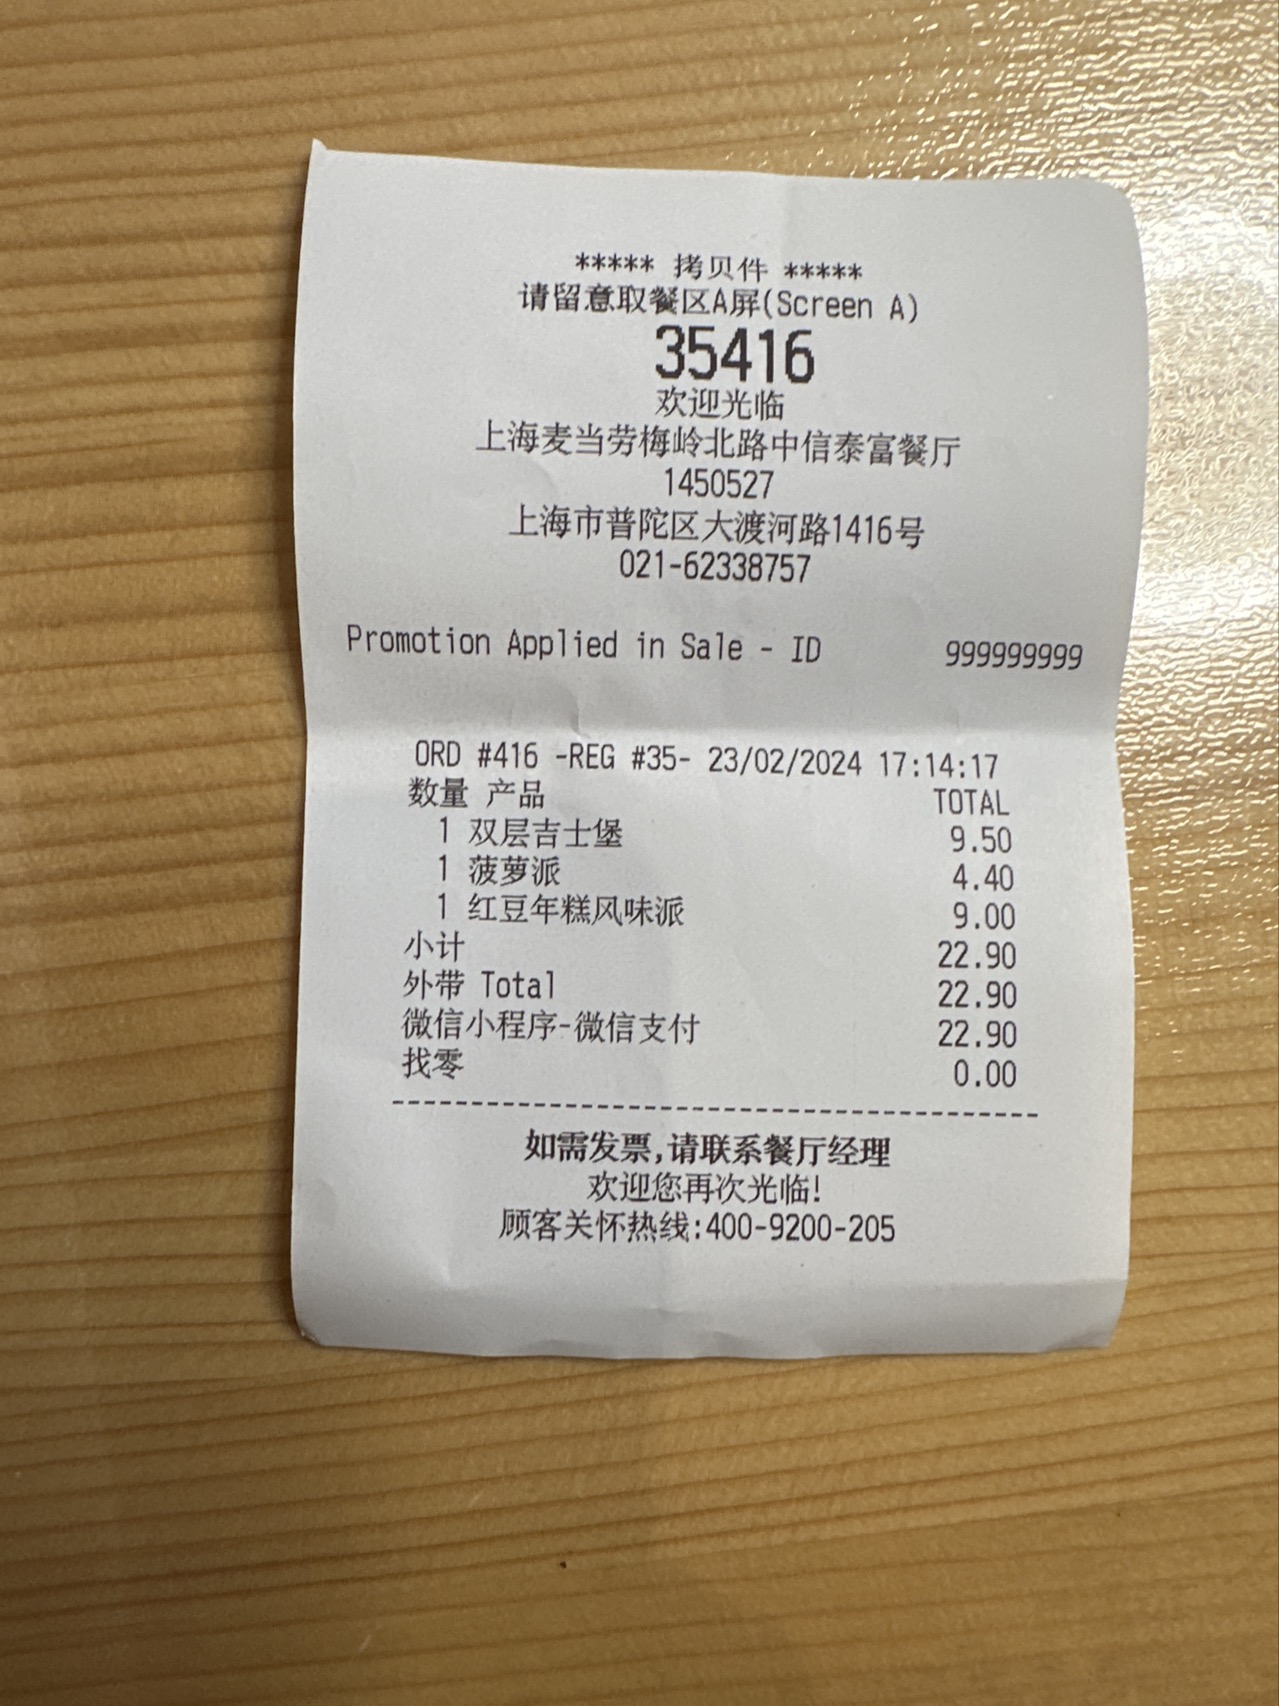 ***** 拷贝件 *****
请留意取餐区A屏(Screen A)
35416
欢迎光临
上海麦当劳梅岭北路中信泰富餐厅
1450527
上海市普陀区大渡河路1416号
021-62338757
Promotion Applied in Sale - ID 999999999
ORD #416 -REG #35- 23/02/2024 17:14:17
数量 产品 TOTAL
1 双层吉士堡 9.50
1 菠萝派 4.40
1 红豆年糕风味派 9.00
小计 22.90
外带 Total 22.90
微信小程序-微信支付 22.90
找零 0.00
----------------------------------------
如需发票,请联系餐厅经理
欢迎您再次光临!
顾客关怀热线:400-9200-205